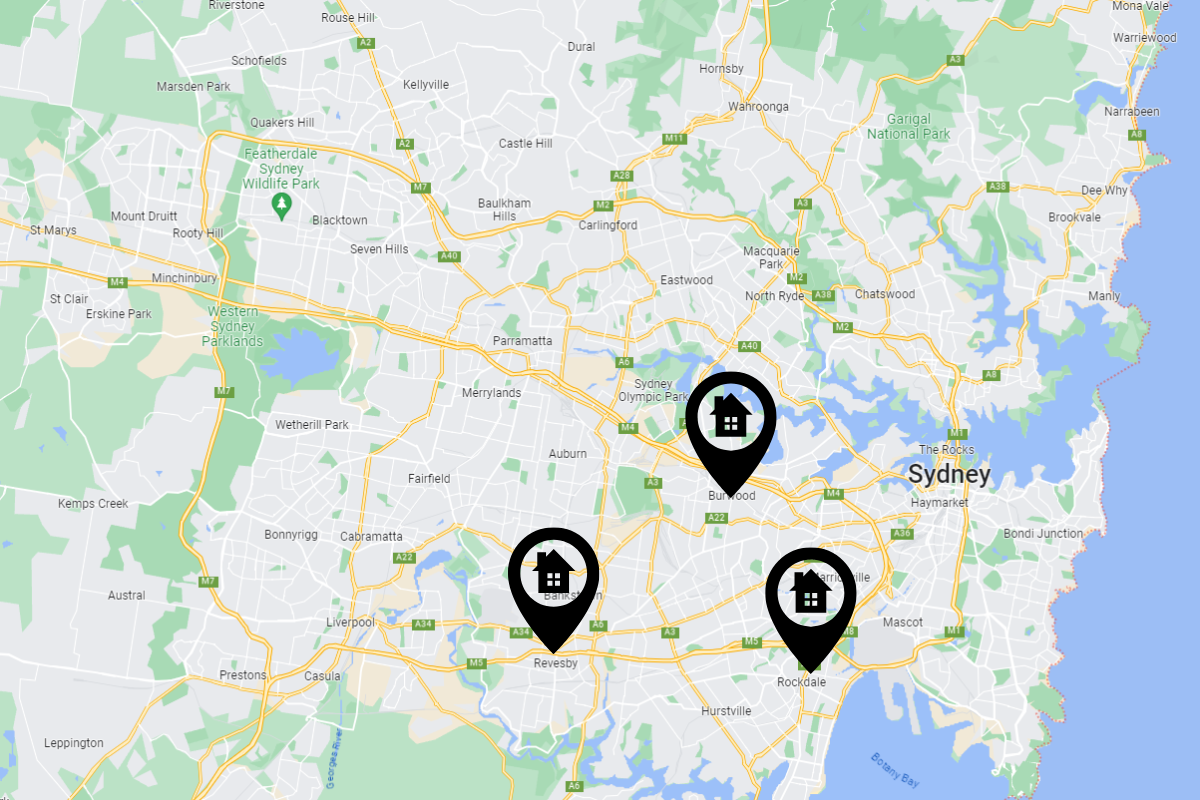 Riverstone
Mona Vale
Rouse Hill
Warriewood
A2
Dural
Schofields
A3
Hornsby
Marsden Park
Kellyville
Wahroonga
Narrabeen
Quakers Hill
Garigal
National Park
A8
M11
A2
Castle Hill
Featherdale
Sydney
Wildlife Park
A28
M7
A38
Dee Why
Baulkham
Hills
M2
A3
Mount Druitt
Blacktown
Brookvale
St Marys
Rooty Hill
Carlingford
Seven Hills
A40
Macquarie
Park
Minchinbury
M4
Eastwood
M2
St Clair
North Ryde
A38
Chatswood
Manly
Erskine Park
Western
Sydney
Parklands
M2
Parramatta
A40
A6
A8
Sydney
Olympic Park
M7
Merrylands
Wetherill Park
M4
M1
The Rocks
Auburn
Sydney
Fairfield
A3
Burwood
M4
Kemps Creek
Haymarket
A22
Bonnyrigg
Cabramatta
A36
Bondi Junction
A22
M7
Austral
Liverpool
A34
A34
A6
A3
M5
Mascot
M1
M5
Revesby
Prestons
Casula
Rockdale
Hurstville
Leppington
Georges River
Botany Bay
A6